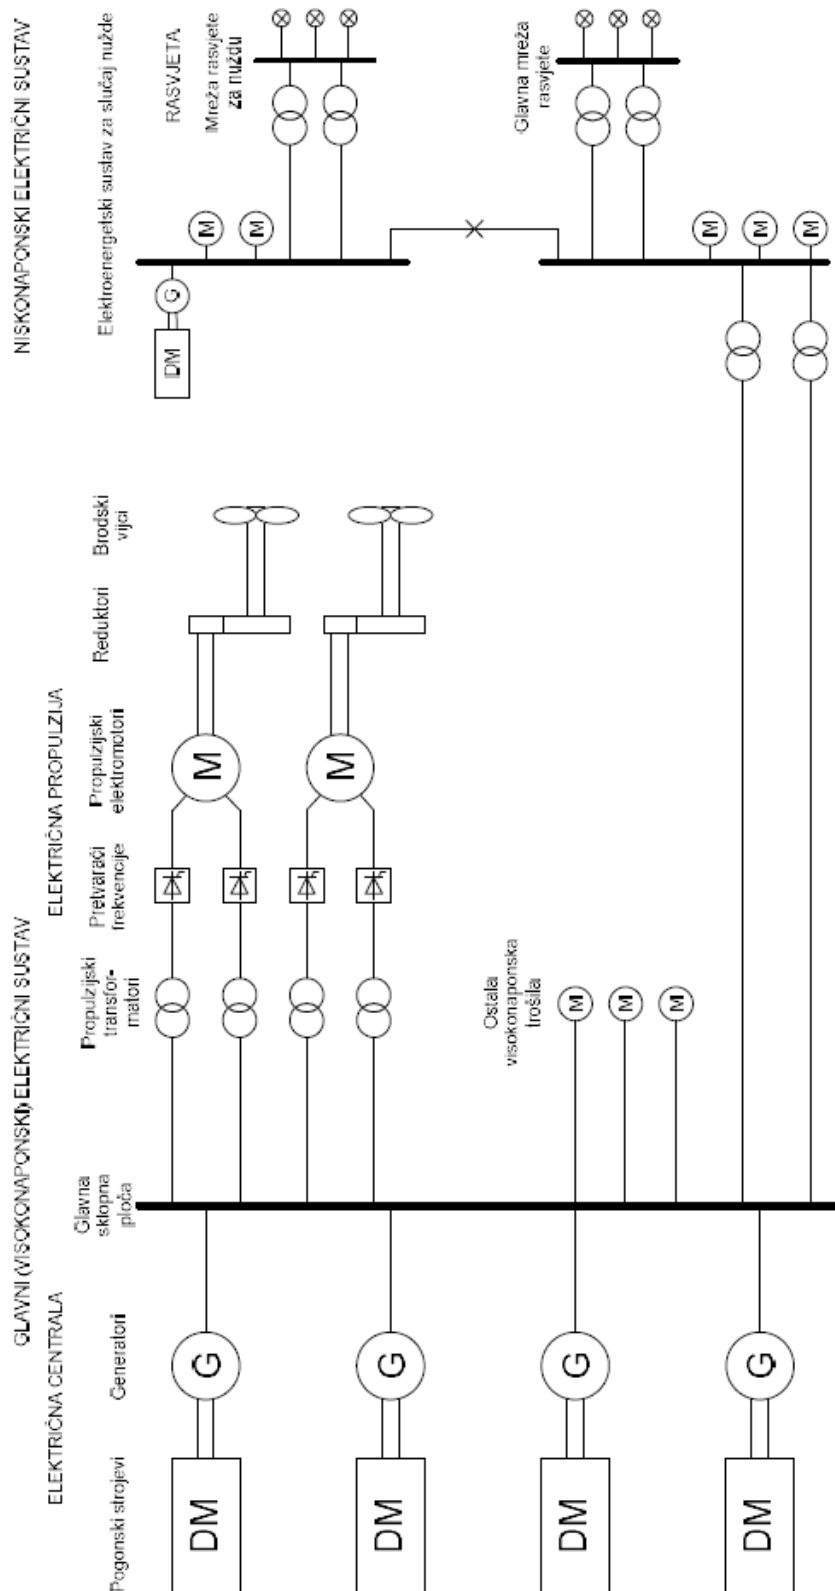 NISKONAPONSKI ELEKTRIČNI SUSTAV
Elektroenergetski sustav za slučaj nužde
RASVJETA
Mreža rasvjete
za nuždu
Glavna mreža
rasvjete
M
M
M
M
M
G
DM
GLAVNI (VISOKONAPONSKI) ELEKTRIČNI SUSTAV
ELEKTRIČNA PROPULZIJA
Brodski
vijci
Reduktori
Propulzijski
elektromotori
M
M
Pretvarači
frekvencije
Propulzijski
transfor-
matori
Ostala
visokonaponska
trošila
M
M
M
Glavna
sklopna
ploča
ELEKTRIČNA CENTRALA
Generatori
G
G
G
G
Pogonski strojevi
DM
DM
DM
DM